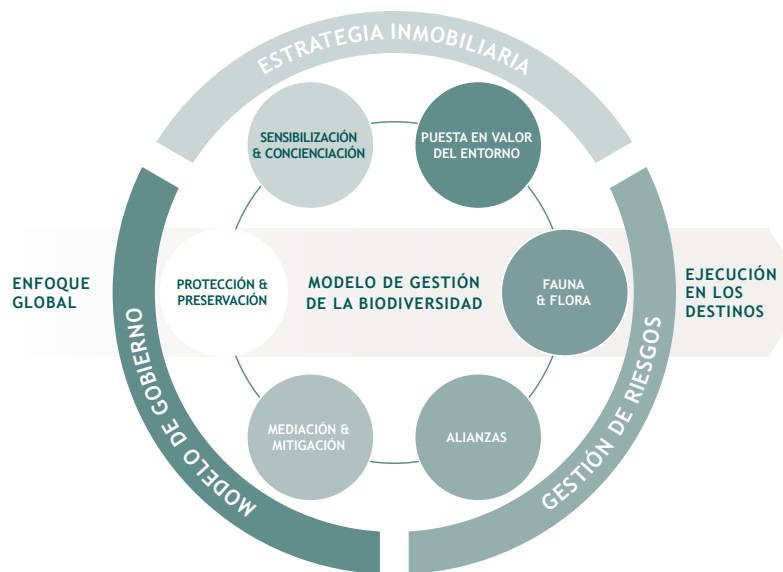 ESTRATEGIA INMOBILIARIA
SENSIBILIZACIÓN
& CONCIENCIACIÓN
PUESTA EN VALOR
DEL ENTORNO
ENFOQUE
GLOBAL
PROTECCIÓN &
PRESERVACIÓN
MODELO DE GESTIÓN
DE LA BIODIVERSIDAD
FAUNA
& FLORA
EJECUCIÓN
EN LOS
DESTINOS
MEDIACIÓN &
MITIGACIÓN
ALIANZAS
MODELO DE GOBIERNO
GESTIÓN DE RIESGOS